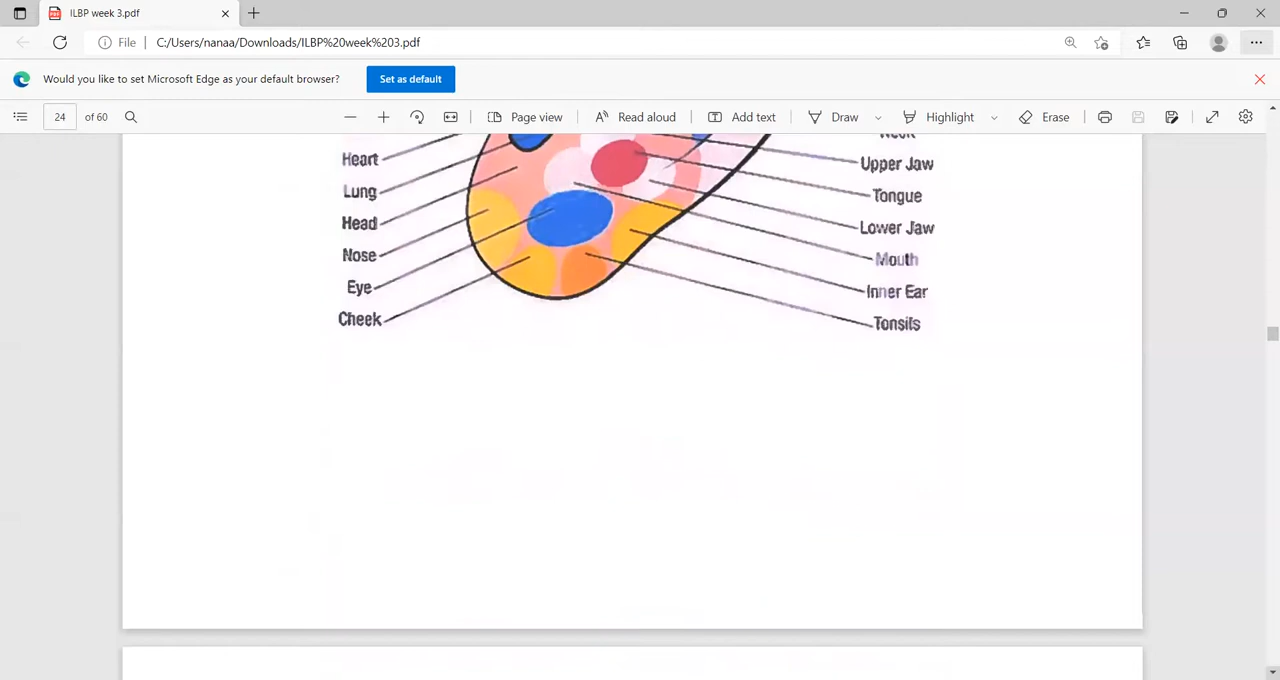 ILBP week 3.pdf
File C:/Users/nanaa/Downloads/ILBP%20week%203.pdf
Would you like to set Microsoft Edge as your default browser? Set as default
24 of 60 Page view Read aloud Add text Draw Highlight Erase
Heart
Lung
Head
Nose
Eye
Cheek
Upper Jaw
Tongue
Lower Jaw
Mouth
Inner Ear
Tonsils